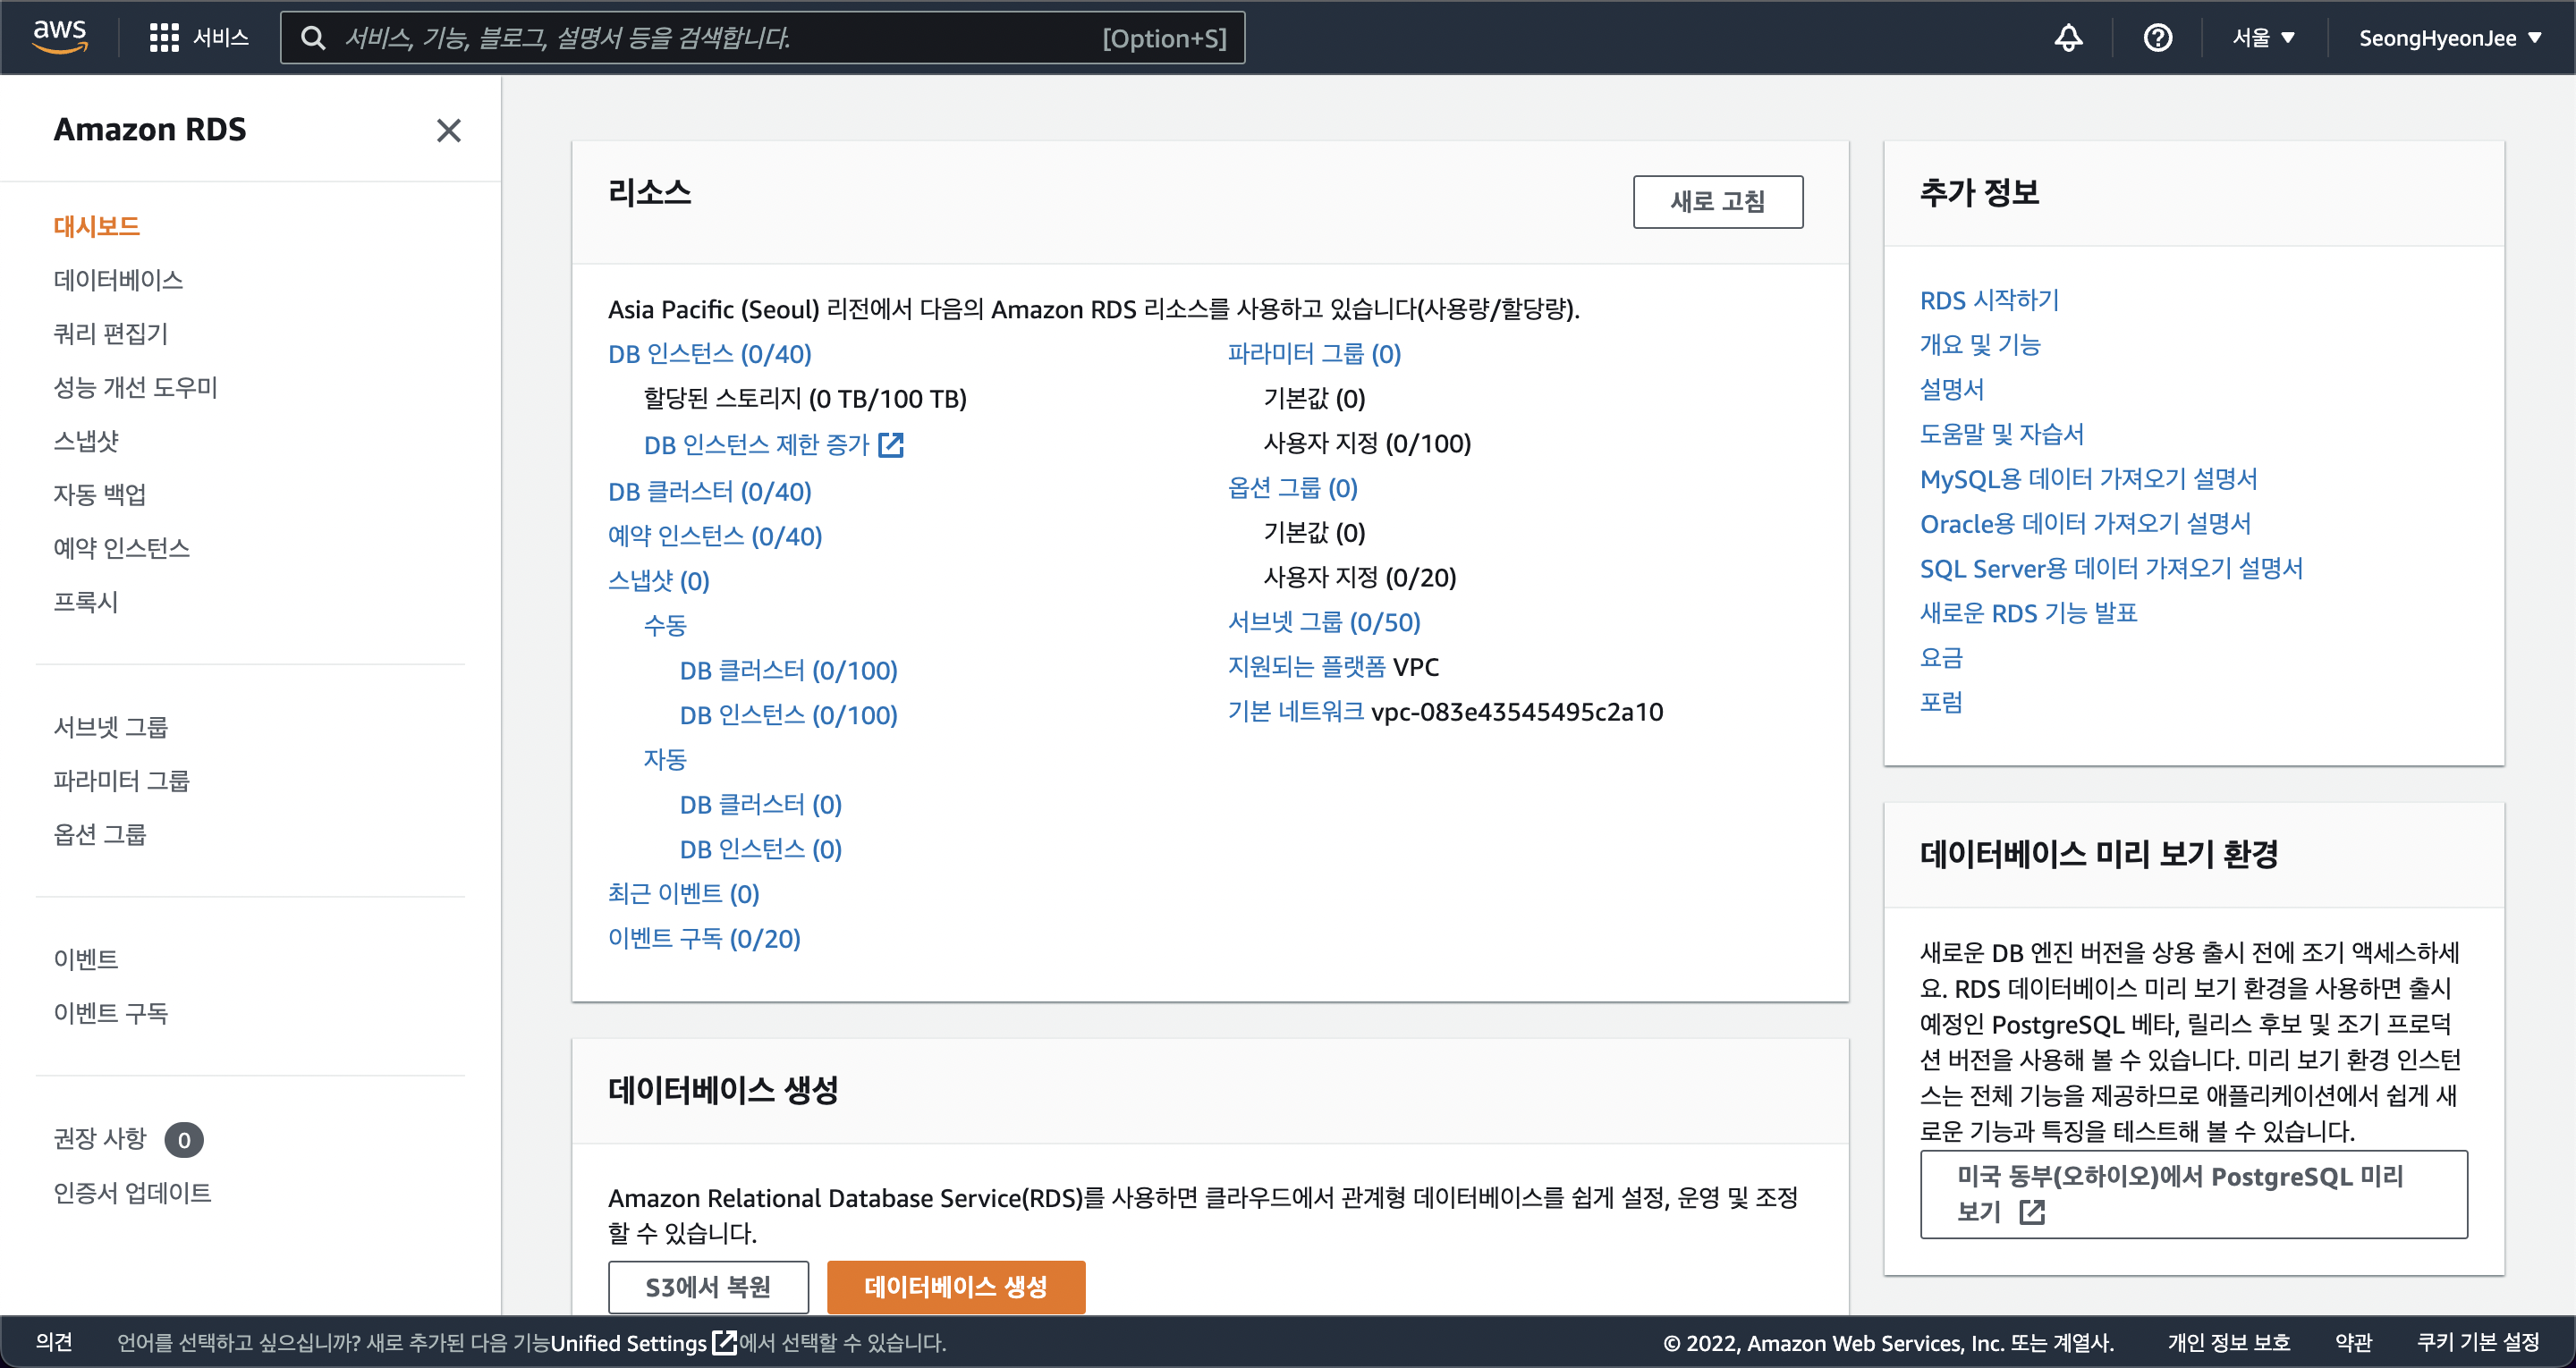 aws
서비스
서비스, 기능, 블로그, 설명서 등을 검색합니다.
[Option+S]
서울
SeongHyeonJee
Amazon RDS
대시보드
데이터베이스
쿼리 편집기
성능 개선 도우미
스냅샷
자동 백업
예약 인스턴스
프록시
서브넷 그룹
파라미터 그룹
옵션 그룹
이벤트
이벤트 구독
권장 사항 0
인증서 업데이트
리소스
새로 고침
Asia Pacific (Seoul) 리전에서 다음의 Amazon RDS 리소스를 사용하고 있습니다(사용량/할당량).
DB 인스턴스 (0/40)
할당된 스토리지 (0 TB/100 TB)
DB 인스턴스 제한 증가
DB 클러스터 (0/40)
예약 인스턴스 (0/40)
스냅샷 (0)
수동
DB 클러스터 (0/100)
DB 인스턴스 (0/100)
자동
DB 클러스터 (0)
DB 인스턴스 (0)
최근 이벤트 (0)
이벤트 구독 (0/20)
파라미터 그룹 (0)
기본값 (0)
사용자 지정 (0/100)
옵션 그룹 (0)
기본값 (0)
사용자 지정 (0/20)
서브넷 그룹 (0/50)
지원되는 플랫폼 VPC
기본 네트워크 vpc-083e43545495c2a10
데이터베이스 생성
Amazon Relational Database Service(RDS)를 사용하면 클라우드에서 관계형 데이터베이스를 쉽게 설정, 운영 및 조정
할 수 있습니다.
S3에서 복원
데이터베이스 생성
추가 정보
RDS 시작하기
개요 및 기능
설명서
도움말 및 자습서
MySQL용 데이터 가져오기 설명서
Oracle용 데이터 가져오기 설명서
SQL Server용 데이터 가져오기 설명서
새로운 RDS 기능 발표
요금
포럼
데이터베이스 미리 보기 환경
새로운 DB 엔진 버전을 상용 출시 전에 조기 액세스하세
요. RDS 데이터베이스 미리 보기 환경을 사용하면 출시
예정인 PostgreSQL 베타, 릴리스 후보 및 조기 프로덕
션 버전을 사용해 볼 수 있습니다. 미리 보기 환경 인스턴
스는 전체 기능을 제공하므로 애플리케이션에서 쉽게 새
로운 기능과 특징을 테스트해 볼 수 있습니다.
미국 동부(오하이오)에서 PostgreSQL 미리
보기
의견
언어를 선택하고 싶으십니까? 새로 추가된 다음 기능Unified Settings에서 선택할 수 있습니다.
© 2022, Amazon Web Services, Inc. 또는 계열사.
개인 정보 보호
약관
쿠키 기본 설정